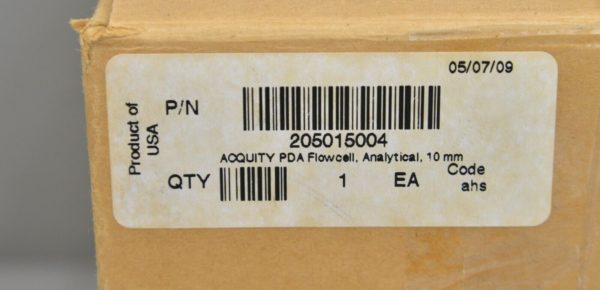 05/07/09
Product of
USA
P/N
205015004
ACQUITY PDA Flowcell, Analytical, 10 mm
QTY 1 EA Code
ahs